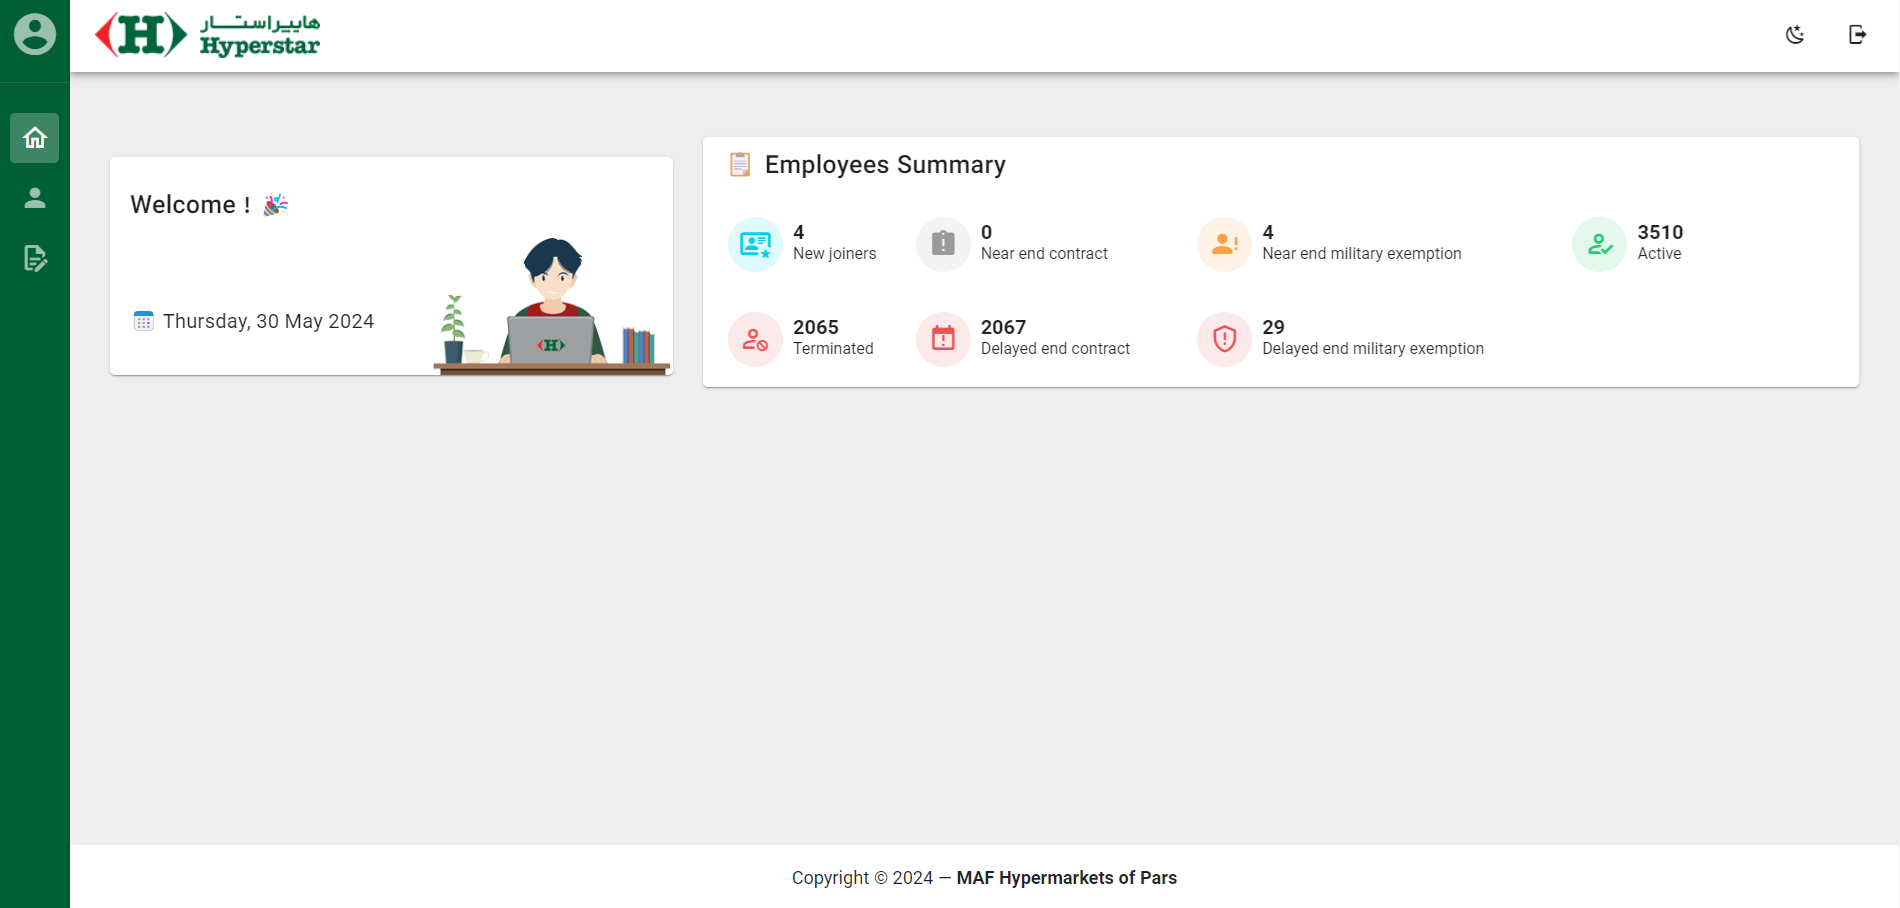 هایپراستار
Hyperstar
Welcome !
Thursday, 30 May 2024
Employees Summary
4
New joiners
0
Near end contract
4
Near end military exemption
3510
Active
2065
Terminated
2067
Delayed end contract
29
Delayed end military exemption
Copyright © 2024 — MAF Hypermarkets of Pars